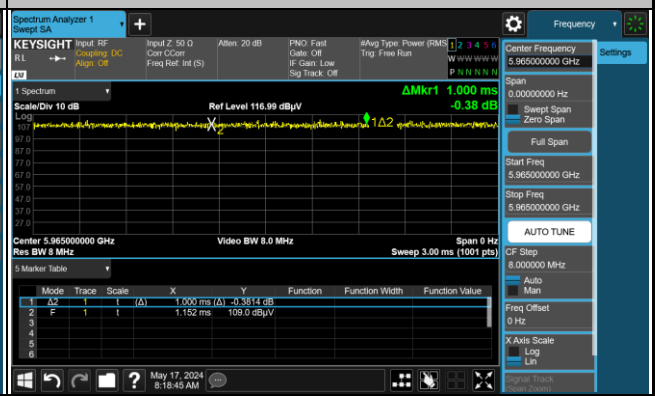 Spectrum Analyzer 1
Swept SA
+
Frequency
KEYSIGHT
RL
LXI
Input: RF
Coupling: DC
Align: Off
Input Z: 50 Ω
Corr CCorr
Freq Ref: Int (S)
Atten: 20 dB
PNO: Fast
Gate: Off
IF Gain: Low
Sig Track: Off
#Avg Type: Power (RMS
Trig: Free Run
1 2 3 4 5 6
W W W W W W
P N N N N N
1 Spectrum
Scale/Div 10 dB
Ref Level 116.99 dBµV
ΔMkr1 1.000 ms
-0.38 dB
Log
107
97.0
87.0
77.0
67.0
57.0
47.0
37.0
27.0
X2
1Δ2
Center 5.965000000 GHz
Video BW 8.0 MHz
Span 0 Hz
Res BW 8 MHz
Sweep 3.00 ms (1001 pts)
5 Marker Table
Mode Trace Scale X Y Function Function Width Function Value
1 Δ2 1 t (Δ) 1.000 ms (Δ) -0.3814 dB
2 F 1 t 1.152 ms 109.0 dBµV
3
4
5
6
?
May 17, 2024
8:18:45 AM
Center Frequency
5.965000000 GHz
Settings
Span
0.00000000 Hz
Swept Span
Zero Span
Full Span
Start Freq
5.965000000 GHz
Stop Freq
5.965000000 GHz
AUTO TUNE
CF Step
8.000000 MHz
Auto
Man
Freq Offset
0 Hz
X Axis Scale
Log
Lin
Signal Track
(Span Zoom)